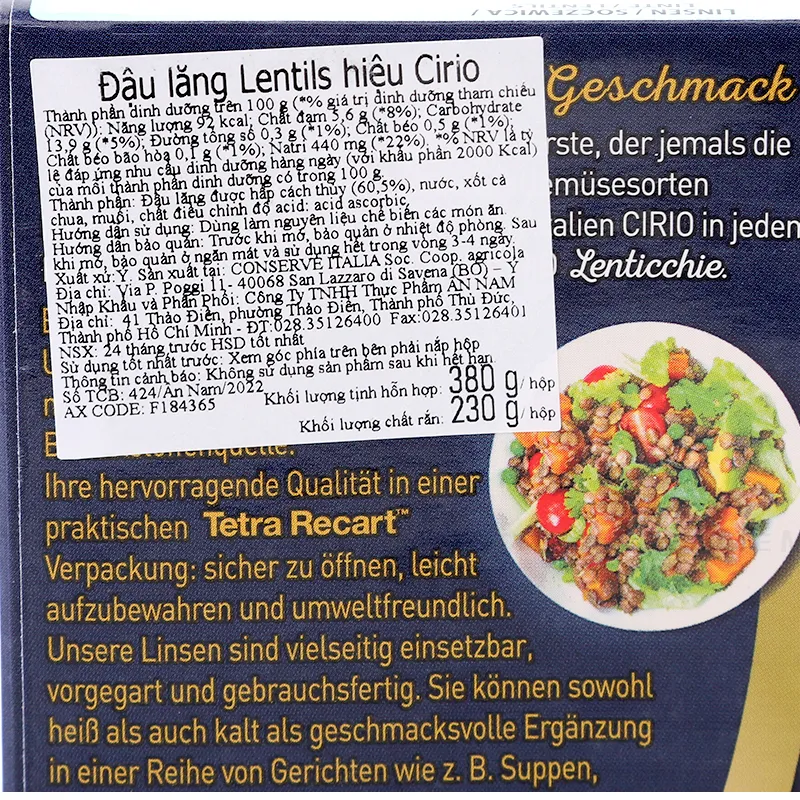 LINSEN / SOCZEWICA /
Đậu lăng Lentils hiêu Cirio
Thành phần dinh dưỡng trên 100 g (*% giá trị dinh dưỡng tham chiếu
(NRV)): Năng lượng 92 kcal; Chất đạm 5,6 g (*8%); Carbohydrate
13,9 g (*5%); Đường tổng số 0,3 g (*1%); Chất béo 0,5 g (*1%);
Chất béo bão hòa 0,1 g (*1%); Natri 440 mg (*22%). *% NRV là tỷ
lệ đáp ứng nhu cầu dinh dưỡng hàng ngày (với khẩu phần 2000 Kcal)
của mỗi thành phần dinh dưỡng có trong 100 g.
Thành phần: Đậu lăng được hấp cách thủy (60,5%), nước, xốt cà
chua, muối, chất điều chỉnh độ acid: acid ascorbic.
Hướng dẫn sử dụng: Dùng làm nguyên liệu chế biến các món ăn.
Hướng dẫn bảo quản: Trước khi mở, bảo quản ở nhiệt độ phòng. Sau
khi mở, bảo quản ở ngăn mát và sử dụng hết trong vòng 3-4 ngày.
Xuất xứ: Ý. Sản xuất tại: CONSERVE ITALIA Soc. Coop. agricola
Địa chỉ: Via P. Poggi 11- 40068 San Lazzaro di Savena (BO) – Ý
Nhập Khẩu và Phân Phối: Công Ty TNHH Thực Phẩm AN NAM
Địa chỉ: 41 Thảo Điền, phường Thảo Điền, Thành phố Thủ Đức,
Thành phố Hồ Chí Minh - ĐT:028.35126400 Fax:028.35126401
NSX: 24 tháng trước HSD tốt nhất
Sử dụng tốt nhất trước: Xem góc phía trên bên phải nắp hộp
Thông tin cảnh báo: Không sử dụng sản phẩm sau khi hết hạn.
Số TCB: 424/An Nam/2022
AX CODE: F184365
Khối lượng tịnh hỗn hợp: 380 g/ hộp
Khối lượng chất rắn: 230 g/ hộp
Geschmack
rste, der jemals die
emüsesorten
alien CIRIO in jedem
Lenticchie.
Ihre hervorragende Qualität in einer
praktischen Tetra Recart™
Verpackung: sicher zu öffnen, leicht
aufzubewahren und umweltfreundlich.
Unsere Linsen sind vielseitig einsetzbar,
vorgegart und gebrauchsfertig. Sie können sowohl
heiß als auch kalt als geschmacksvolle Ergänzung
in einer Reihe von Gerichten wie z. B. Suppen,